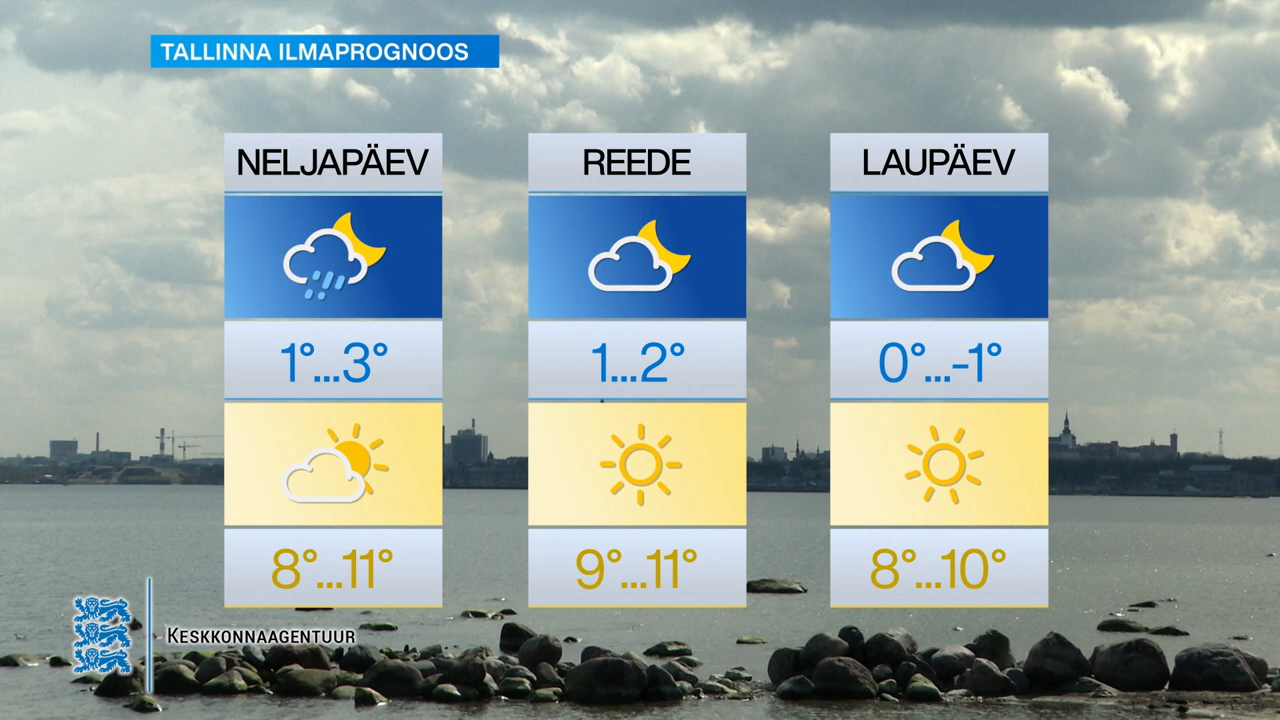 TALLINNA ILMAPROGNOOS
NELJAPÄEV
1°...3°
8°...11°
REEDE
1...2°
9°...11°
LAUPÄEV
0°...-1°
8°...10°
KESKKONNAAGENTUUR